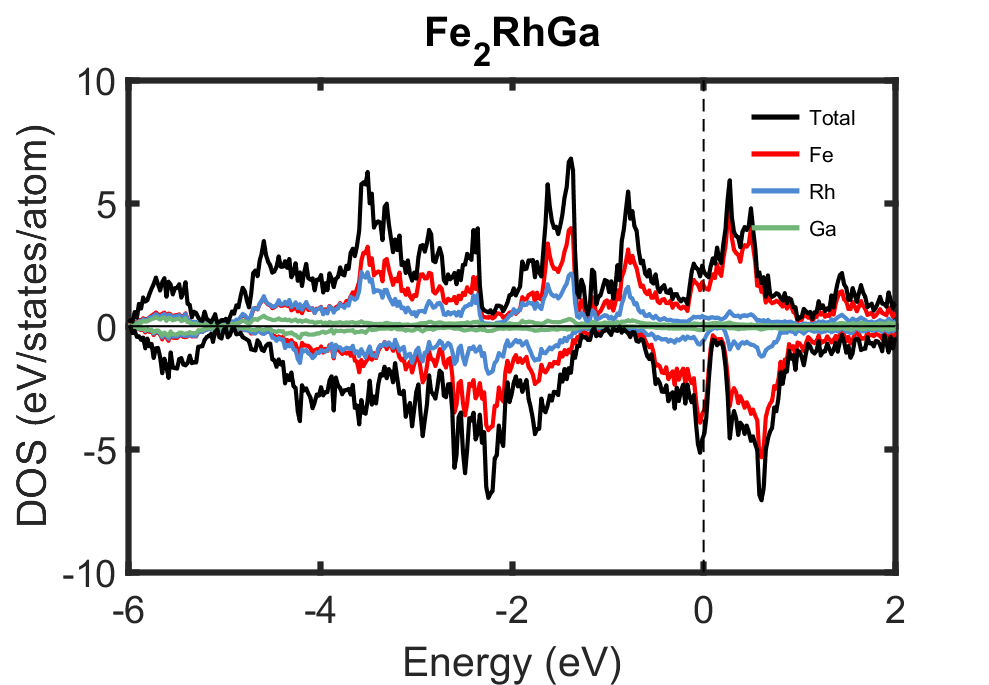 Fe2RhGa
10
5
0
-5
-10
DOS (eV/states/atom)
Total
Fe
Rh
Ga
-6
-4
-2
0
2
Energy (eV)